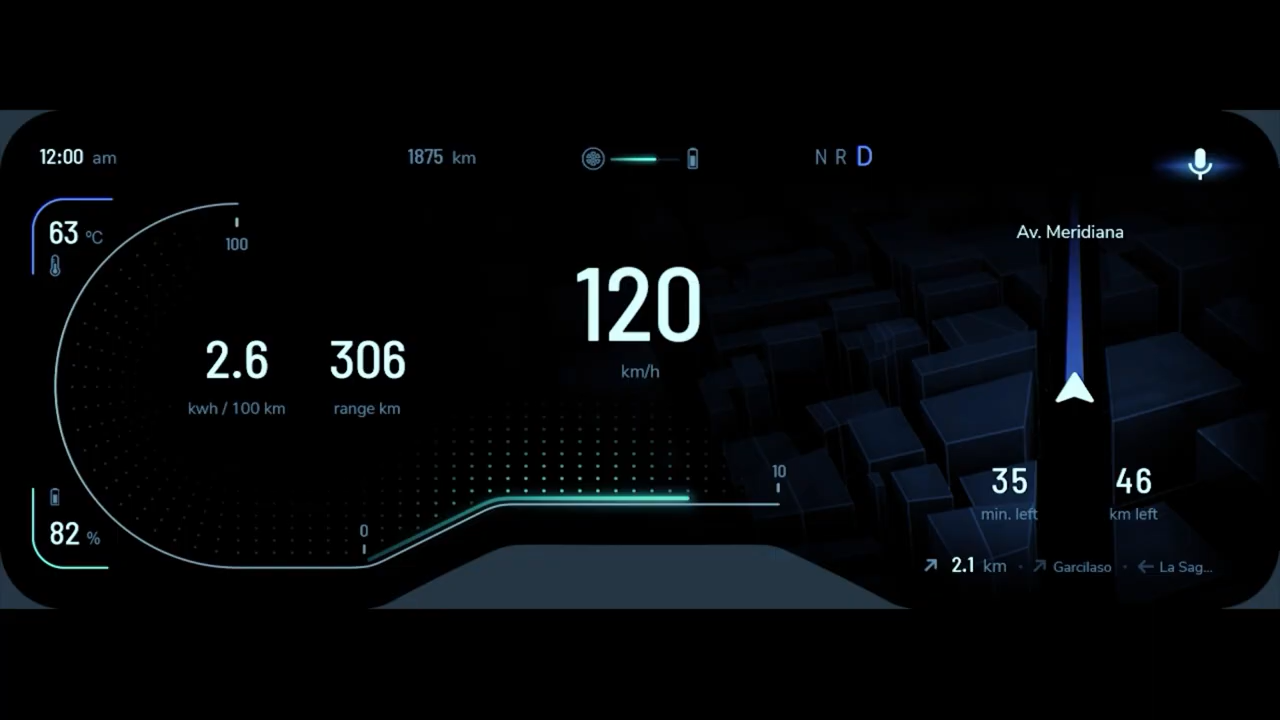 12:00 am
1875 km
N R D
63 °C
100
Av. Meridiana
2.6
kwh / 100 km
306
range km
120
km/h
10
0
82 %
35
min. left
46
km left
2.1 km · Garcilaso · La Sag...